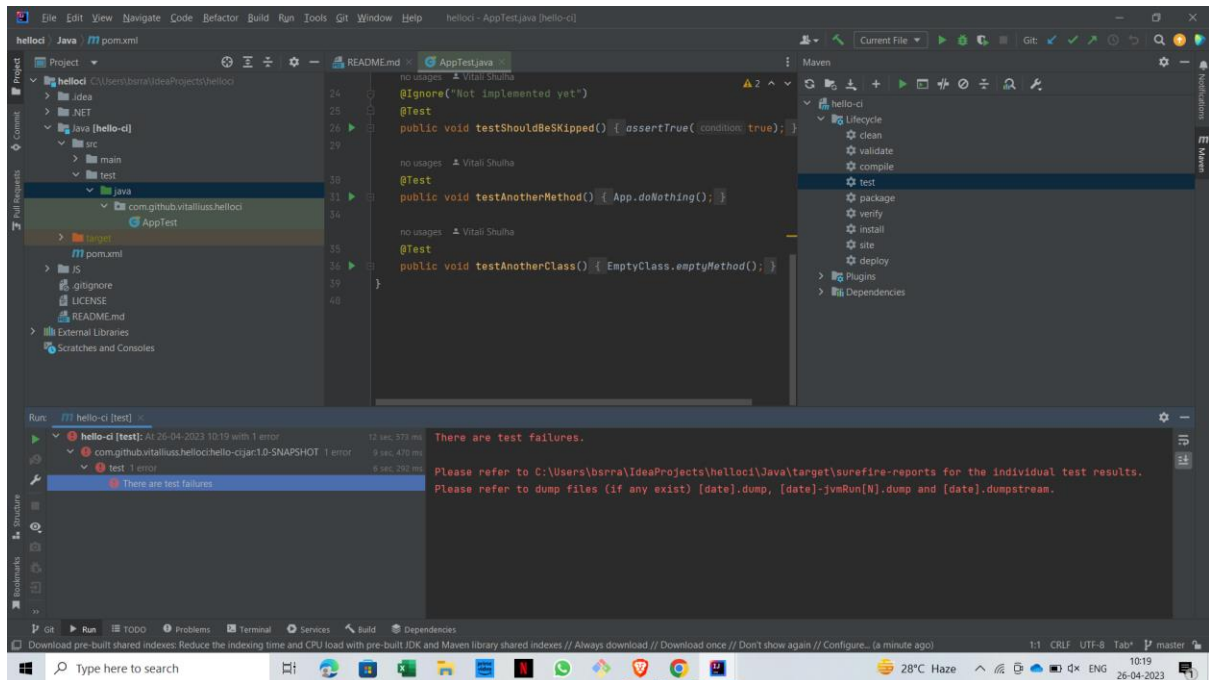 File Edit View Navigate Code Refactor Build Run Tools Git Window Help helloci - AppTest.java [hello-ci]
helloci Java pom.xml
Current File Git:
Project
README.md
AppTest.java
Maven
helloci C:\Users\bsrra\IdeaProjects\helloci
.idea
.NET
Java [hello-ci]
src
main
test
java
com.github.vitalliuss.helloci
AppTest
target
pom.xml
JS
.gitignore
LICENSE
README.md
External Libraries
Scratches and Consoles
no usages Vitali Shulha
2
24 @Ignore("Not implemented yet")
25 @Test
26 public void testShouldBeSKipped() { assertTrue( condition: true); }
29
no usages Vitali Shulha
30 @Test
31 public void testAnotherMethod() { App.doNothing(); }
34
no usages Vitali Shulha
35 @Test
36 public void testAnotherClass() { EmptyClass.emptyMethod(); }
39 }
40
hello-ci
Lifecycle
clean
validate
compile
test
package
verify
install
site
deploy
Plugins
Dependencies
Project
Commit
Pull Requests
Structure
Bookmarks
Notifications
Maven
Run: hello-ci [test]
hello-ci [test]: At 26-04-2023 10:19 with 1 error 12 sec, 373 ms
com.github.vitalliuss.helloci:hello-ci:jar:1.0-SNAPSHOT 1 error 9 sec, 470 ms
test 1 error 6 sec, 292 ms
There are test failures
There are test failures.
Please refer to C:\Users\bsrra\IdeaProjects\helloci\Java\target\surefire-reports for the individual test results.
Please refer to dump files (if any exist) [date].dump, [date]-jvmRun[N].dump and [date].dumpstream.
Git Run TODO Problems Terminal Services Build Dependencies
Download pre-built shared indexes: Reduce the indexing time and CPU load with pre-built JDK and Maven library shared indexes // Always download // Download once // Don't show again // Configure... (a minute ago) 1:1 CRLF UTF-8 Tab* master
Type here to search
28°C Haze
ENG
10:19
26-04-2023